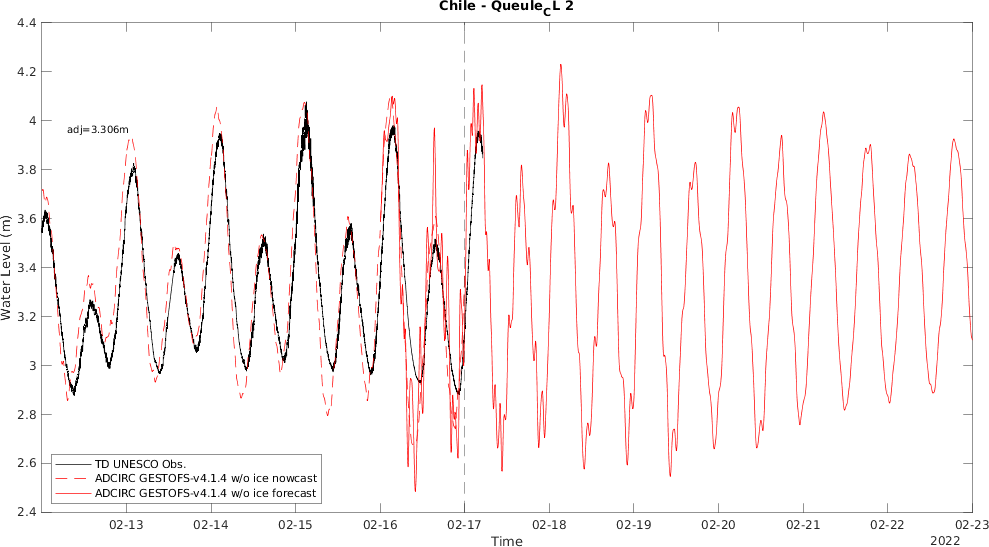 Chile - Queule_CL 2
4.4
4.2
4
3.8
3.6
3.4
3.2
3
2.8
2.6
2.4
Water Level (m)
adj=3.306m
TD UNESCO Obs.
ADCIRC GESTOFS-v4.1.4 w/o ice nowcast
ADCIRC GESTOFS-v4.1.4 w/o ice forecast
02-13 02-14 02-15 02-16 02-17 02-18 02-19 02-20 02-21 02-22 02-23
Time
2022